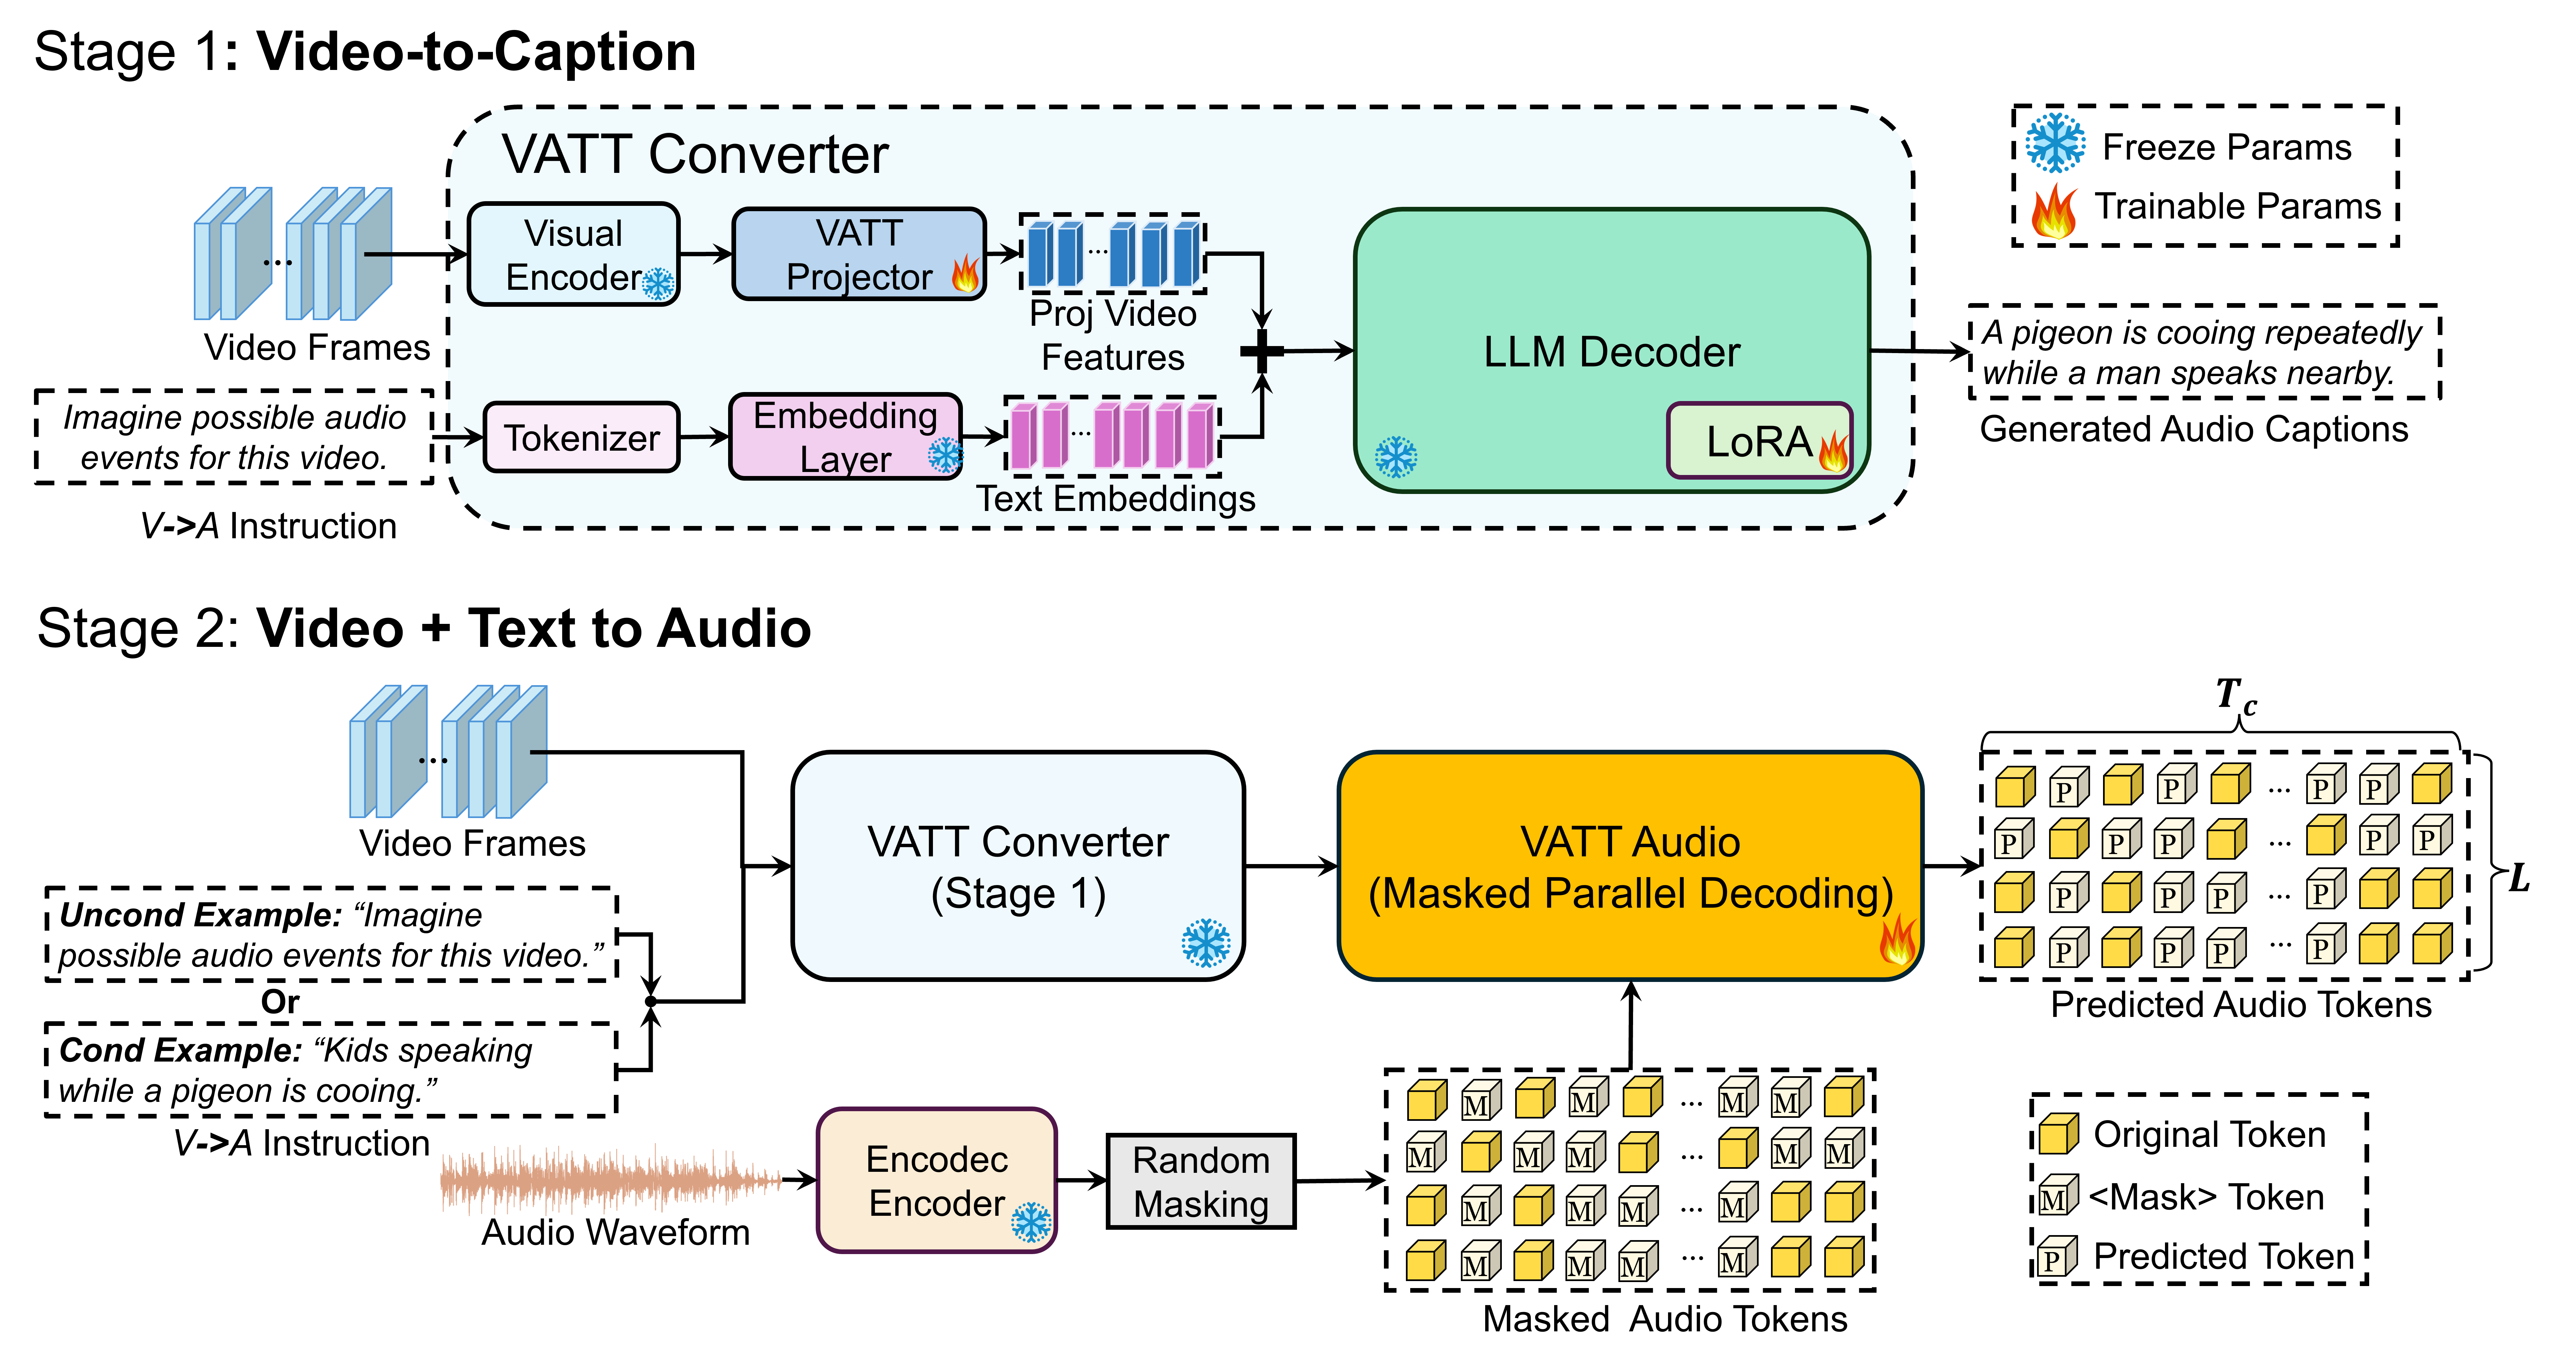 Stage 1: Video-to-Caption
VATT Converter
Visual
Encoder
VATT
Projector
...
Proj Video
Features
...
Video Frames
Imagine possible audio
events for this video.
V->A Instruction
Tokenizer
Embedding
Layer
...
Text Embeddings
LLM Decoder
LoRA
Freeze Params
Trainable Params
A pigeon is cooing repeatedly
while a man speaks nearby.
Generated Audio Captions
Stage 2: Video + Text to Audio
...
Video Frames
Uncond Example: “Imagine
possible audio events for this video.”
Or
Cond Example: “Kids speaking
while a pigeon is cooing.”
V->A Instruction
VATT Converter
(Stage 1)
VATT Audio
(Masked Parallel Decoding)
T c
P P ... P P
P P P ... P P
P P P ... P
P P P ... P
L
Predicted Audio Tokens
Audio Waveform
Encodec
Encoder
Random
Masking
M M ... M M
M M M ... M M
M M M ... M
M M M ... M
Masked Audio Tokens
Original Token
M <Mask> Token
P Predicted Token